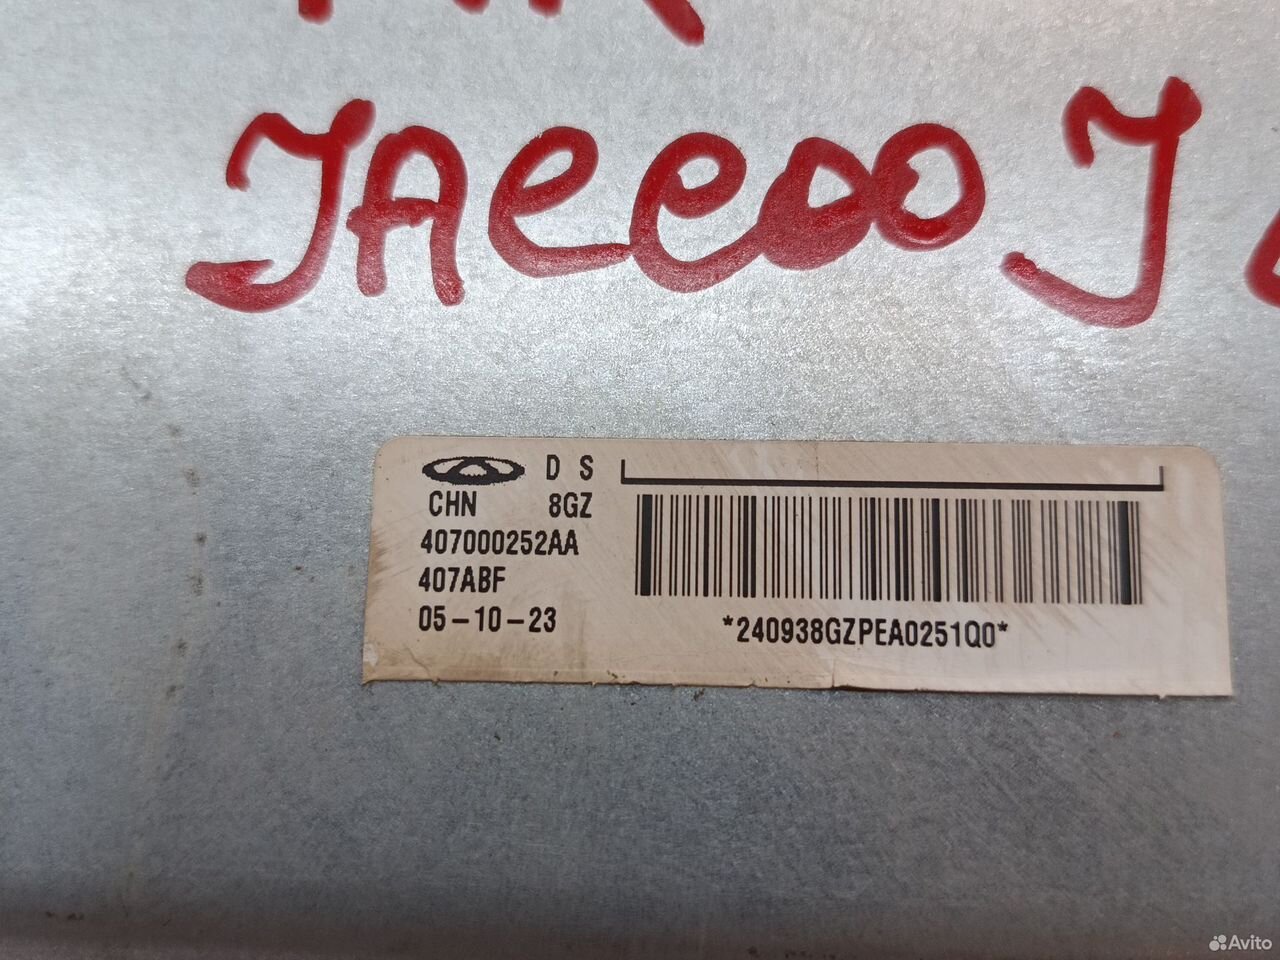 JAECOO J
D S
CHN 8GZ
407000252AA
407ABF
05-10-23
*240938GZPEA0251Q0*
Avito